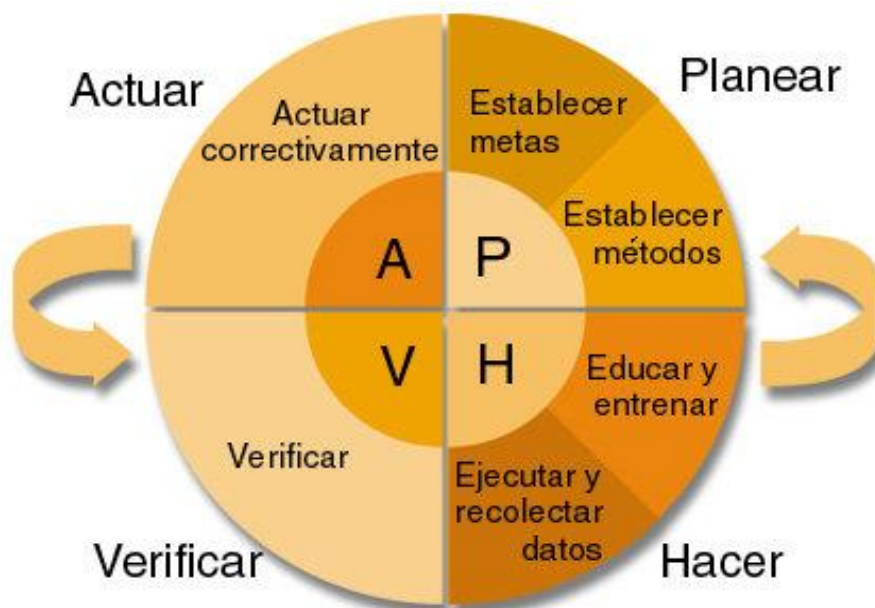 Actuar
Planear
Actuar
correctivamente
Establecer
metas
Establecer
métodos
A
P
V
H
Educar y
entrenar
Verificar
Ejecutar y
recolectar
datos
Verificar
Hacer